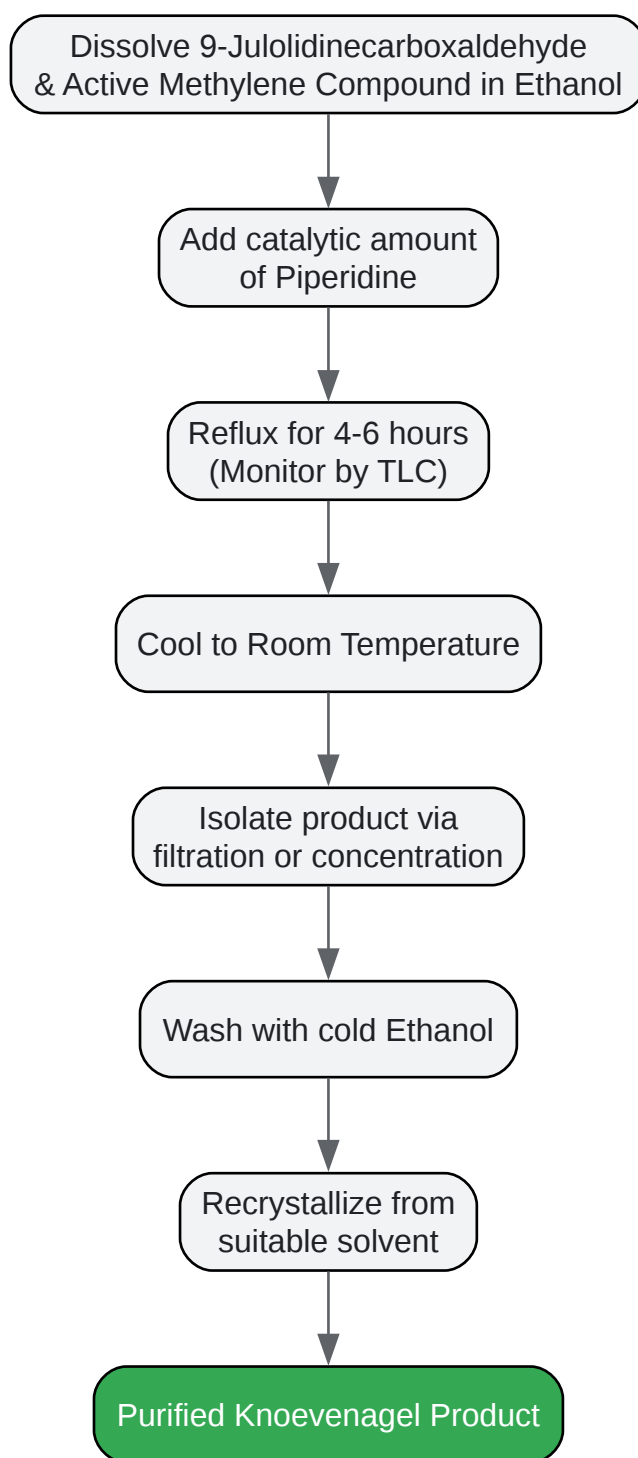 Dissolve 9-Julolidinecarboxaldehyde
& Active Methylene Compound in Ethanol
Add catalytic amount
of Piperidine
Reflux for 4-6 hours
(Monitor by TLC)
Cool to Room Temperature
Isolate product via
filtration or concentration
Wash with cold Ethanol
Recrystallize from
suitable solvent
Purified Knoevenagel Product